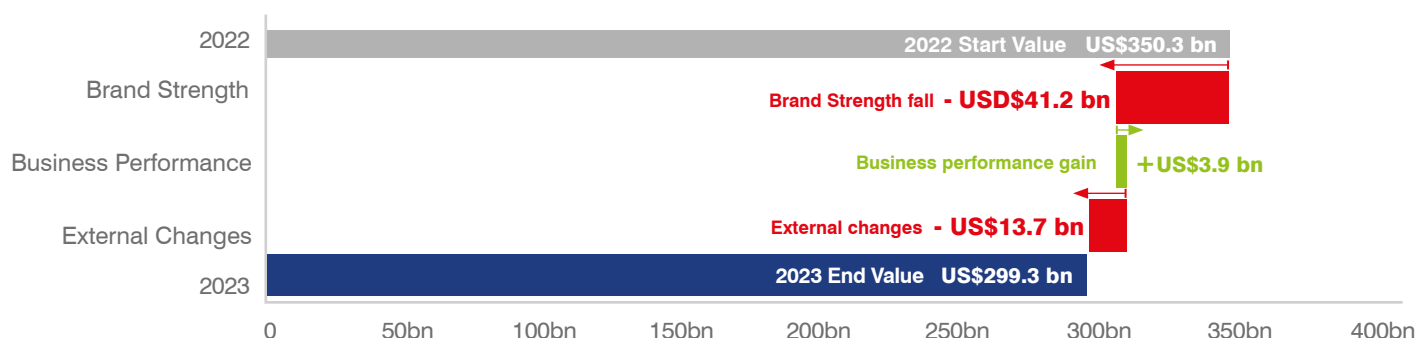 2022
2022 Start Value US$350.3 bn
Brand Strength
Brand Strength fall - USD$41.2 bn
Business Performance
Business performance gain +US$3.9 bn
External Changes
External changes - US$13.7 bn
2023
2023 End Value US$299.3 bn
0 50bn 100bn 150bn 200bn 250bn 300bn 350bn 400bn